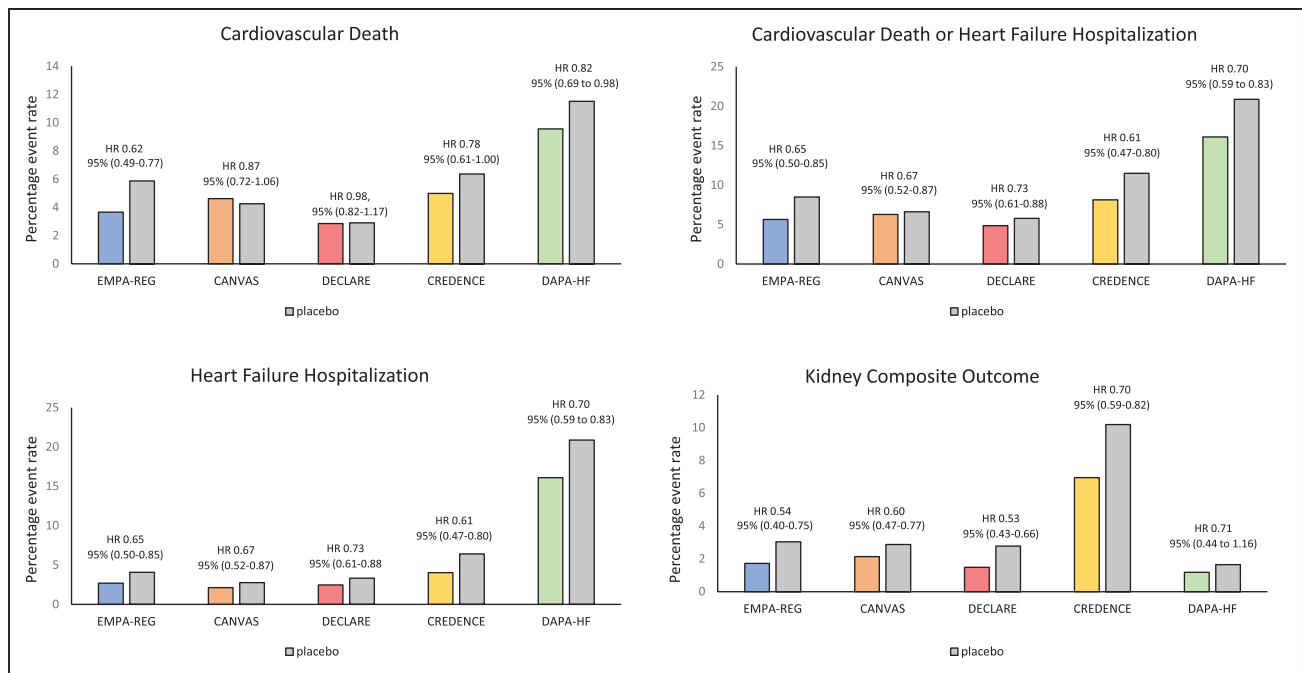 Cardiovascular Death
Percentage event rate
14
12
10
8
6
4
2
0
HR 0.62
95% (0.49-0.77)
HR 0.87
95% (0.72-1.06)
HR 0.98,
95% (0.82-1.17)
HR 0.78
95% (0.61-1.00)
HR 0.82
95% (0.69 to 0.98)
EMPA-REG CANVAS DECLARE CREDENCE DAPA-HF
placebo
Cardiovascular Death or Heart Failure Hospitalization
Percentage event rate
25
20
15
10
5
0
HR 0.65
95% (0.50-0.85)
HR 0.67
95% (0.52-0.87)
HR 0.73
95% (0.61-0.88)
HR 0.61
95% (0.47-0.80)
HR 0.70
95% (0.59 to 0.83)
EMPA-REG CANVAS DECLARE CREDENCE DAPA-HF
placebo
Heart Failure Hospitalization
Percentage event rate
25
20
15
10
5
0
HR 0.65
95% (0.50-0.85)
HR 0.67
95% (0.52-0.87)
HR 0.73
95% (0.61-0.88
HR 0.61
95% (0.47-0.80)
HR 0.70
95% (0.59 to 0.83)
EMPA-REG CANVAS DECLARE CREDENCE DAPA-HF
placebo
Kidney Composite Outcome
Percentage event rate
12
10
8
6
4
2
0
HR 0.54
95% (0.40-0.75)
HR 0.60
95% (0.47-0.77)
HR 0.53
95% (0.43-0.66)
HR 0.70
95% (0.59-0.82)
HR 0.71
95% (0.44 to 1.16)
EMPA-REG CANVAS DECLARE CREDENCE DAPA-HF
placebo